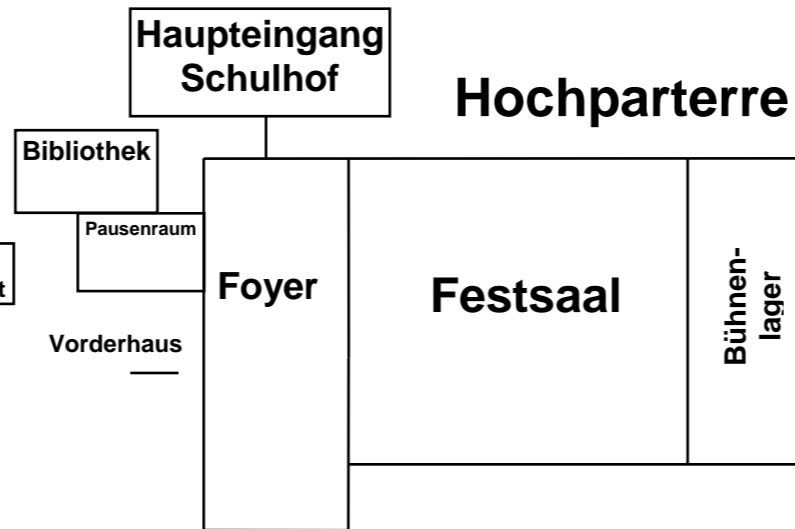 Haupteingang
Schulhof
Hochparterre
Bibliothek
Pausenraum
Foyer
Festsaal
Bühnen-
lager
Vorderhaus